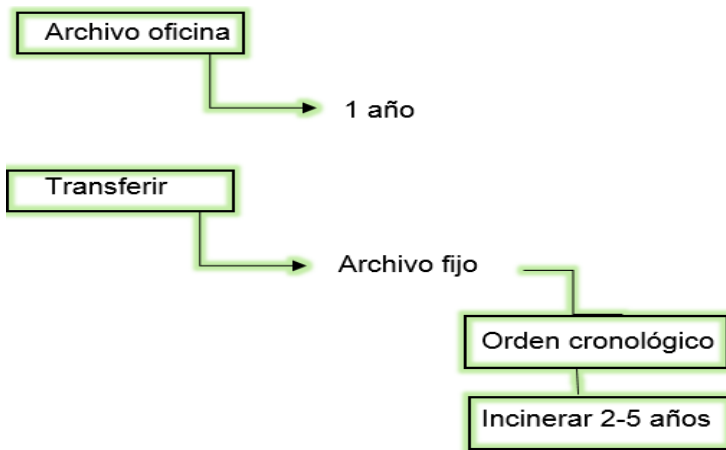 Archivo oficina
1 año
Transferir
Archivo fijo
Orden cronológico
Incinerar 2-5 años